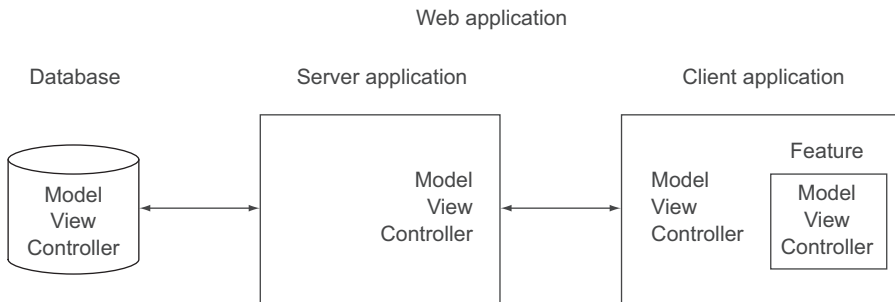 Web application
Database
Server application
Client application
Feature
Model
View
Controller
Model
View
Controller
Model
View
Controller
Model
View
Controller